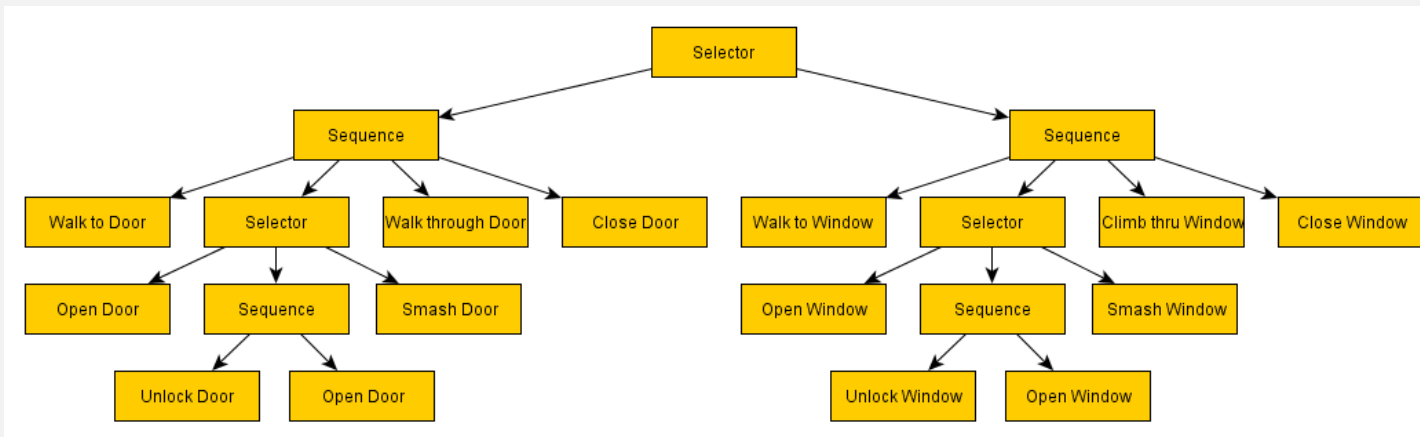 Selector
Sequence
Sequence
Walk to Door
Selector
Walk through Door
Close Door
Walk to Window
Selector
Climb thru Window
Close Window
Open Door
Sequence
Smash Door
Open Window
Sequence
Smash Window
Unlock Door
Open Door
Unlock Window
Open Window